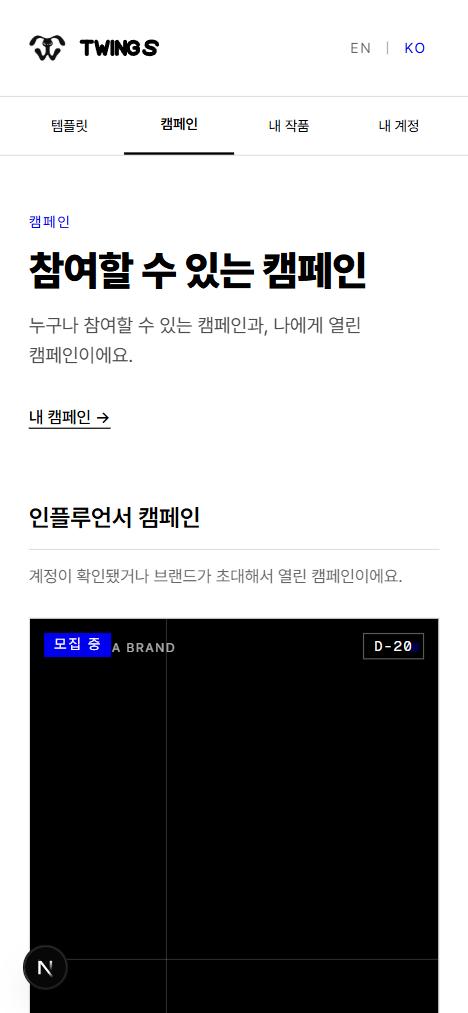 TWINGS
EN | KO
템플릿 캠페인 내 작품 내 계정
캠페인
참여할 수 있는 캠페인
누구나 참여할 수 있는 캠페인과, 나에게 열린
캠페인이에요.
내 캠페인 →
인플루언서 캠페인
계정이 확인됐거나 브랜드가 초대해서 열린 캠페인이에요.
모집 중 A BRAND D-20
N